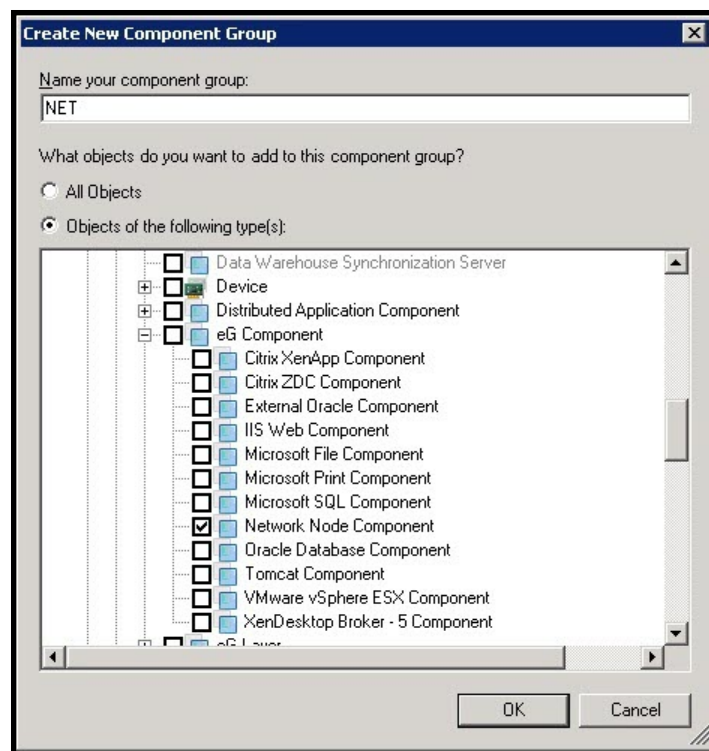 Create New Component Group
Name your component group:
NET
What objects do you want to add to this component group?
All Objects
Objects of the following type(s):
Data Warehouse Synchronization Server
Device
Distributed Application Component
eG Component
Citrix XenApp Component
Citrix ZDC Component
External Oracle Component
IIS Web Component
Microsoft File Component
Microsoft Print Component
Microsoft SQL Component
Network Node Component
Oracle Database Component
Tomcat Component
VMware vSphere ESX Component
XenDesktop Broker - 5 Component
eG Layer
OK Cancel